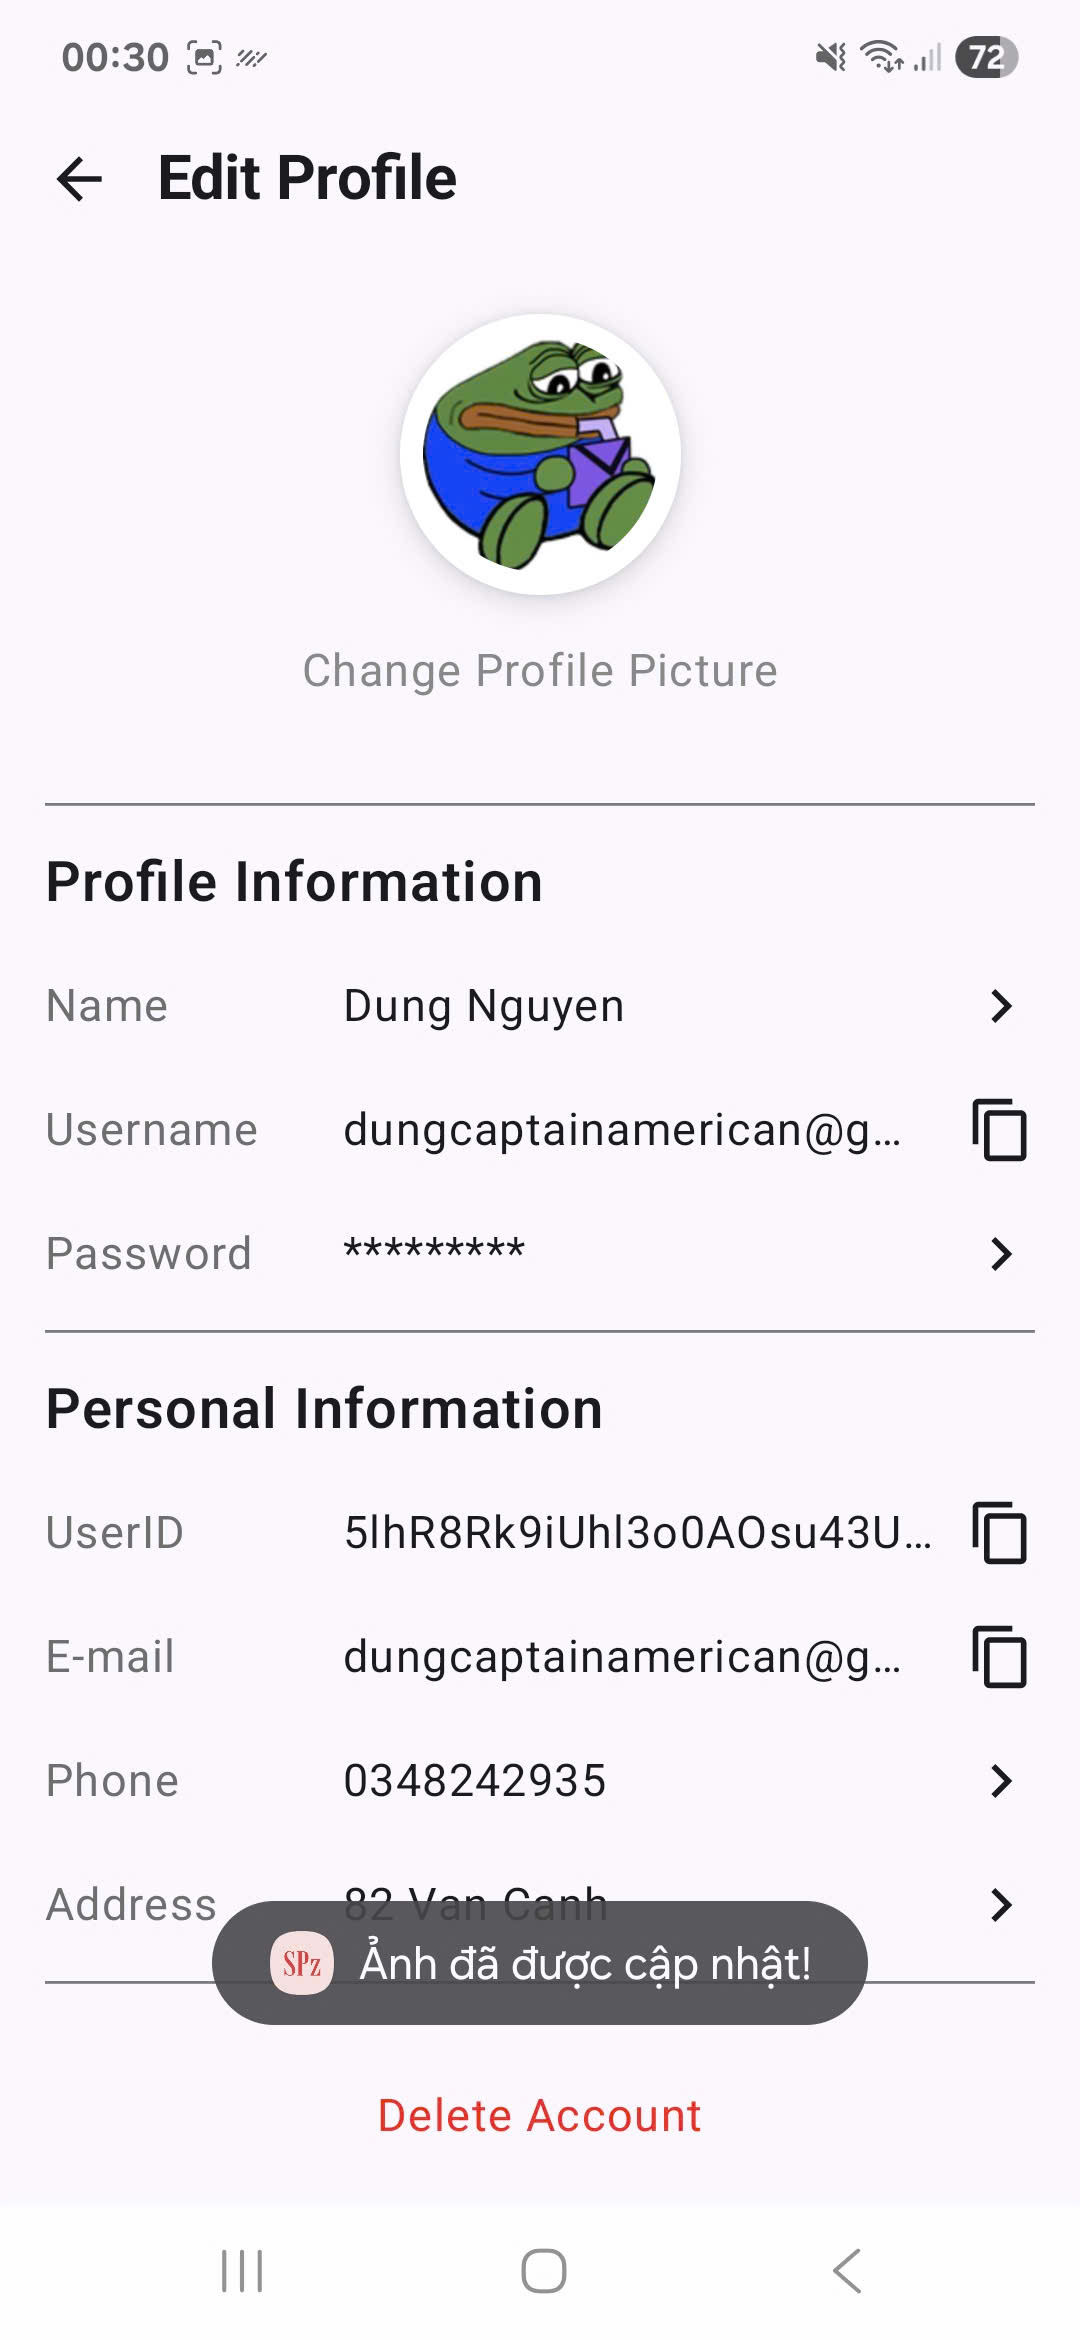 00:30
72
Edit Profile
Change Profile Picture
Profile Information
Name Dung Nguyen
Username dungcaptainamerican@g...
Password *********
Personal Information
UserID 5lhR8Rk9iUhl3o0AOsu43U...
E-mail dungcaptainamerican@g...
Phone 0348242935
Address 82 Van Canh
SPz Ảnh đã được cập nhật!
Delete Account